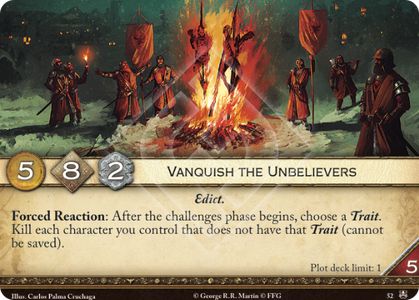 5 8 2 Vanquish the Unbelievers
Edict.
Forced Reaction: After the challenges phase begins, choose a Trait.
Kill each character you control that does not have that Trait (cannot
be saved).
Plot deck limit: 1
5
Illus. Carlos Palma Cruchaga © George R.R. Martin © FFG 52